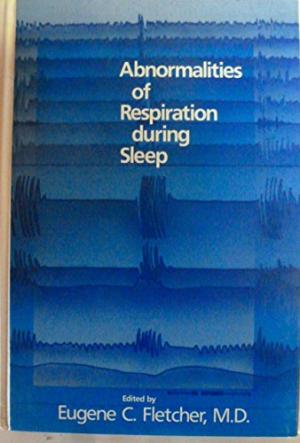 Abnormalities
of
Respiration
during
Sleep
Edited by
Eugene C. Fletcher, M.D.